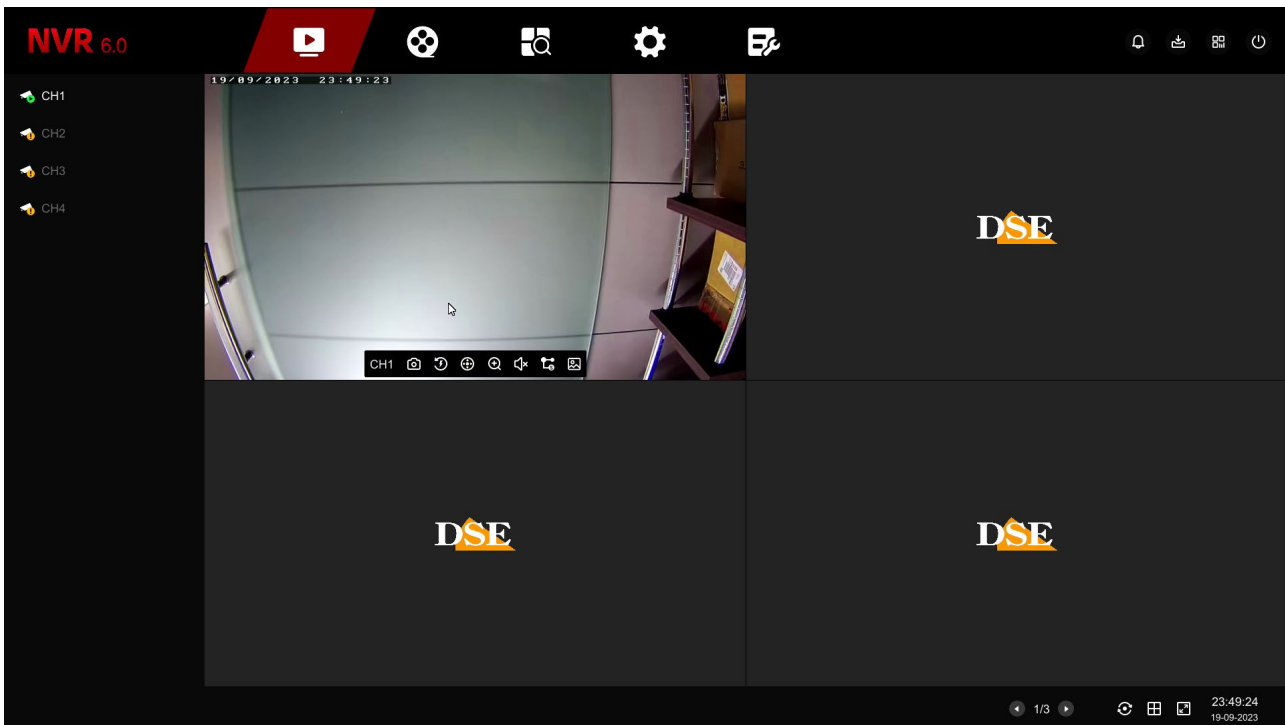 NVR 6.0
CH1
CH2
CH3
CH4
19/09/2023 23:49:23
CH1
DSE
DSE
DSE
1/3
23:49:24
19-09-2023